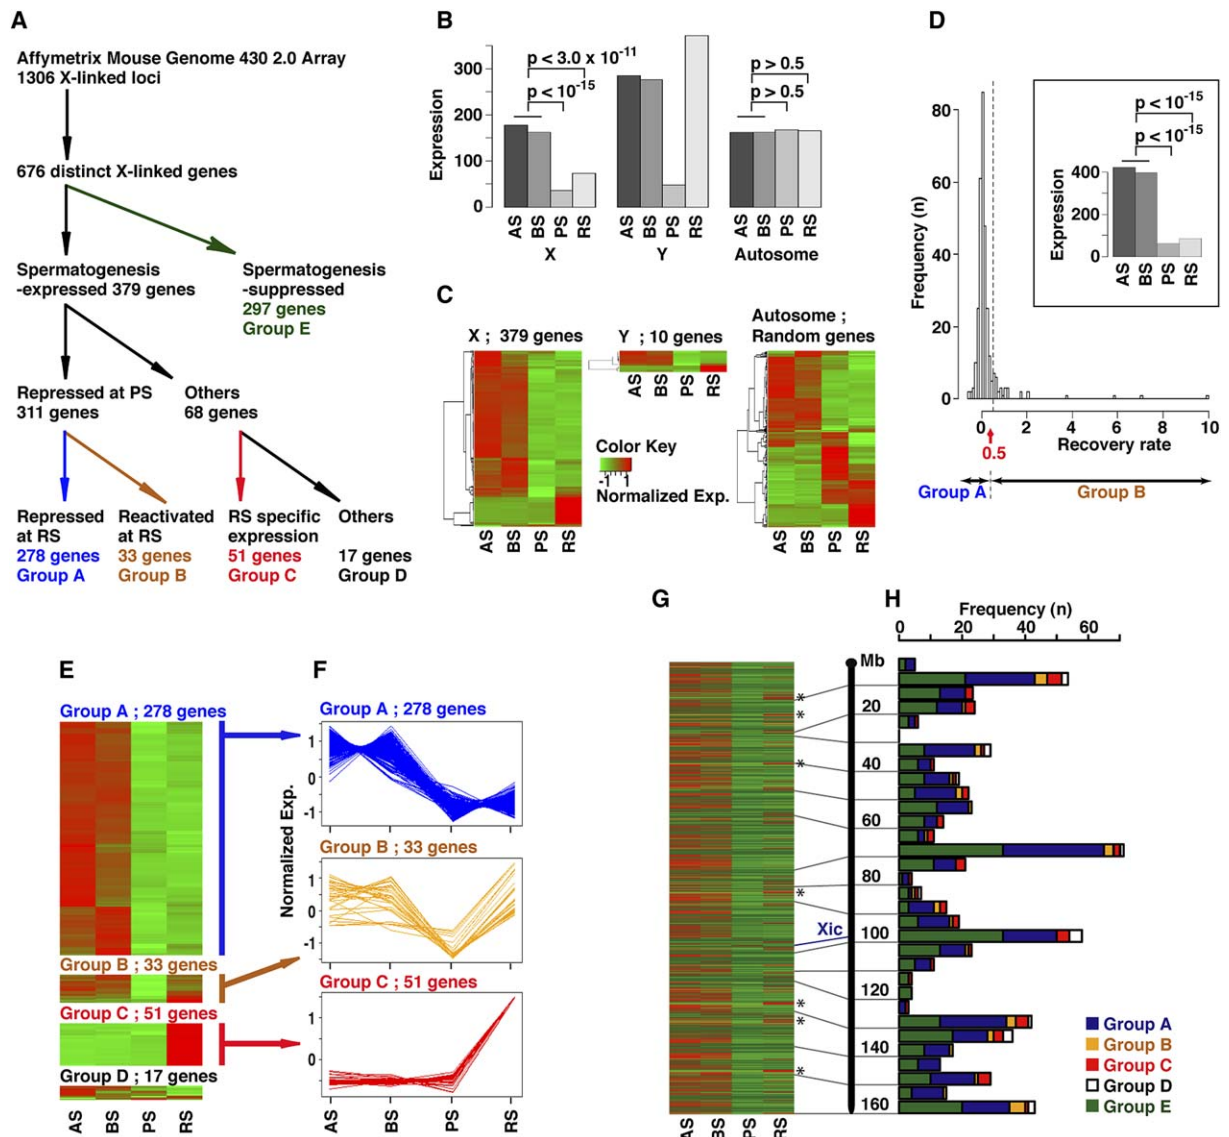 A
Affymetrix Mouse Genome 430 2.0 Array
1306 X-linked loci
676 distinct X-linked genes
Spermatogenesis
-expressed 379 genes
Spermatogenesis
-suppressed
297 genes
Group E
Repressed at PS
311 genes
Others
68 genes
Repressed
at RS
278 genes
Group A
Reactivated
at RS
33 genes
Group B
RS specific
expression
51 genes
Group C
Others
17 genes
Group D
B
Expression
300
200
100
0
p < 3.0 x 10-11
p < 10-15
p > 0.5
p > 0.5
AS BS PS RS
AS BS PS RS
AS BS PS RS
X
Y
Autosome
C
X ; 379 genes
Y ; 10 genes
Autosome ;
Random genes
AS BS PS RS
Color Key
-1 1
Normalized Exp.
AS BS PS RS
AS BS PS RS
D
Frequency (n)
80
60
40
20
0
p < 10-15
p < 10-15
Expression
400
200
0
AS BS PS RS
0 2 4 6 8 10
Recovery rate
0.5
Group A
Group B
E
Group A ; 278 genes
Group B ; 33 genes
Group C ; 51 genes
Group D ; 17 genes
AS BS PS RS
F
Group A ; 278 genes
1
0
-1
Normalized Exp.
Group B ; 33 genes
1
0
-1
Group C ; 51 genes
1
0
AS BS PS RS
G
*
*
*
*
*
*
*
AS BS PS RS
Mb
20
40
60
80
Xic
100
120
140
160
H
Frequency (n)
0 20 40 60
Group A
Group B
Group C
Group D
Group E